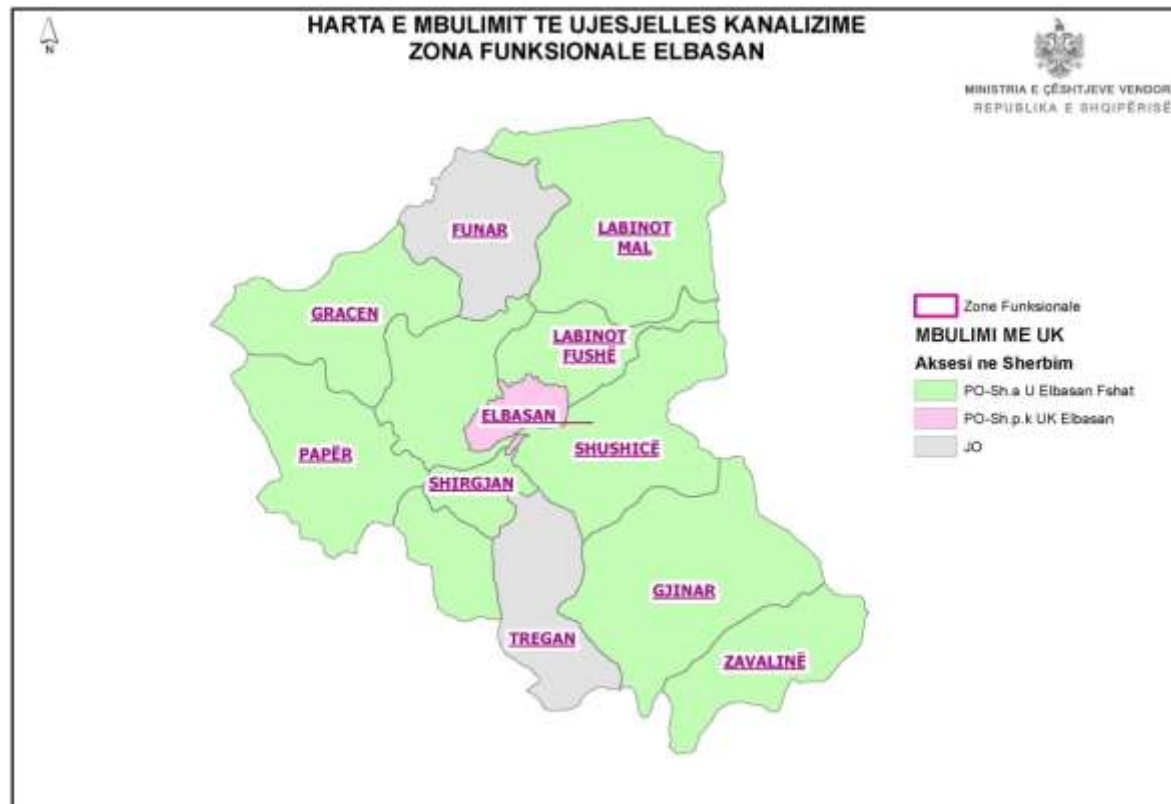 HARTA E MBULIMIT TE UJESJELLES KANALIZIME
ZONA FUNKSIONALE ELBASAN
N
MINISTRIA E ÇËSHTJEVE VENDORE
REPUBLIKA E SHQIPËRISË
FUNAR
LABINOT
MAL
GRACEN
LABINOT
FUSHË
ELBASAN
PAPËR
SHUSHICË
SHIRGJAN
GJINAR
TREGAN
ZAVALINË
Zone Funksionale
MBULIMI ME UK
Aksesi ne Sherbim
PO-Sh.a U Elbasan Fshat
PO-Sh.p.k UK Elbasan
JO